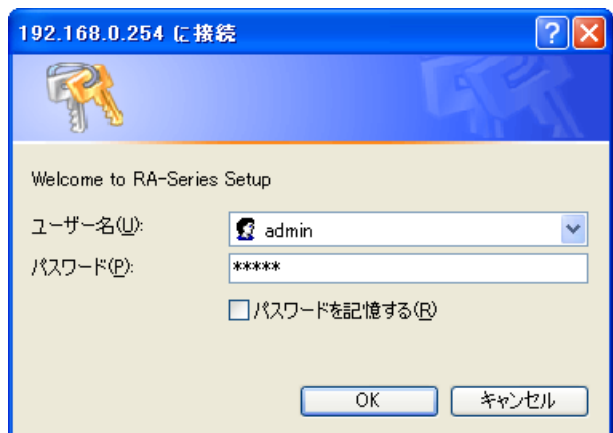 192.168.0.254 に接続
Welcome to RA-Series Setup
ユーザー名(U):
admin
パスワード(P):
*****
パスワードを記憶する(R)
OK
キャンセル